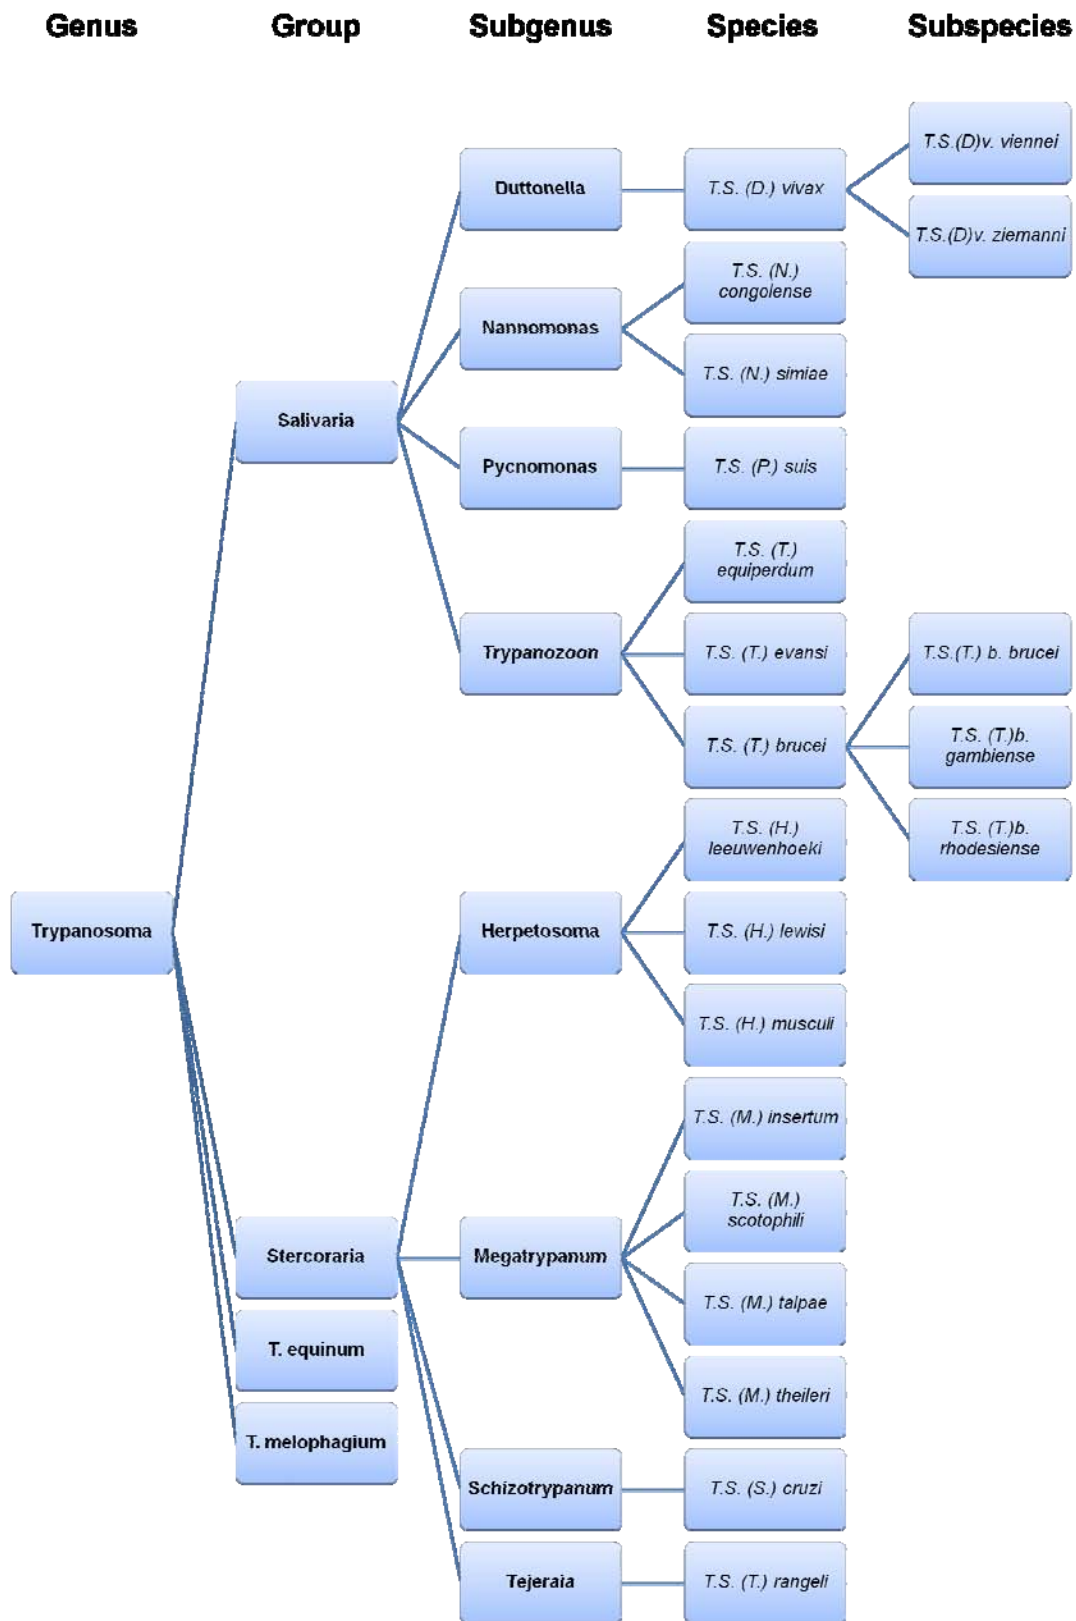 Genus Group Subgenus Species Subspecies
T.S.(D)v. viennei
Duttonella
T.S. (D.) vivax
T.S.(D)v. ziemanni
T.S. (N.)
congolense
Nannomonas
T.S. (N.) simiae
Salivaria
Pycnomonas
T.S. (P.) suis
T.S. (T.)
equiperdum
Trypanozoon
T.S. (T.) evansi
T.S.(T.) b. brucei
T.S. (T.) brucei
T.S. (T.)b.
gambiense
T.S. (H.)
leeuwenhoeki
T.S. (T.)b.
rhodesiense
Trypanosoma
Herpetosoma
T.S. (H.) lewisi
T.S. (H.) musculi
T.S. (M.) insertum
T.S. (M.)
scotophili
Stercoraria
Megatrypanum
T.S. (M.) talpae
T. equinum
T.S. (M.) theileri
T. melophagium
Schizotrypanum
T.S. (S.) cruzi
Tejeraia
T.S. (T.) rangeli